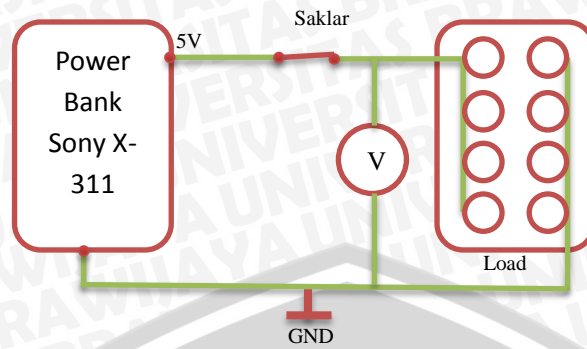 Saklar
5V
Power
Bank
Sony X-
311
V
Load
GND